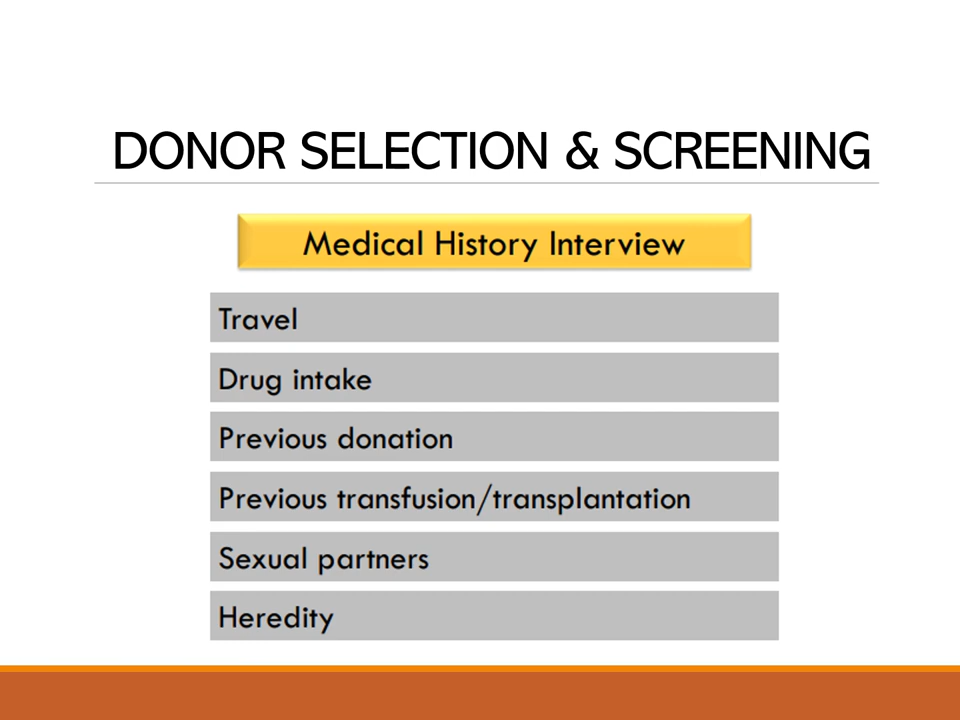 DONOR SELECTION & SCREENING
Medical History Interview
Travel
Drug intake
Previous donation
Previous transfusion/transplantation
Sexual partners
Heredity